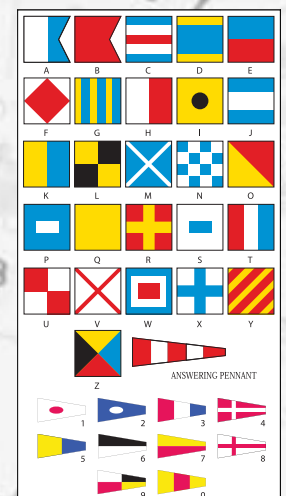 A B C D E
F G H I J
K L M N O
P Q R S T
U V W X Y
Z
ANSWERING PENNANT
1 2 3 4
5 6 7 8
9 0